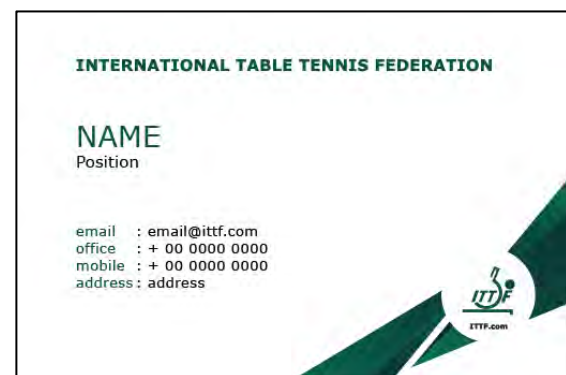 INTERNATIONAL TABLE TENNIS FEDERATION
NAME
Position
email : email@ittf.com
office : + 00 0000 0000
mobile : + 00 0000 0000
address : address
ITTF
ITTF.com